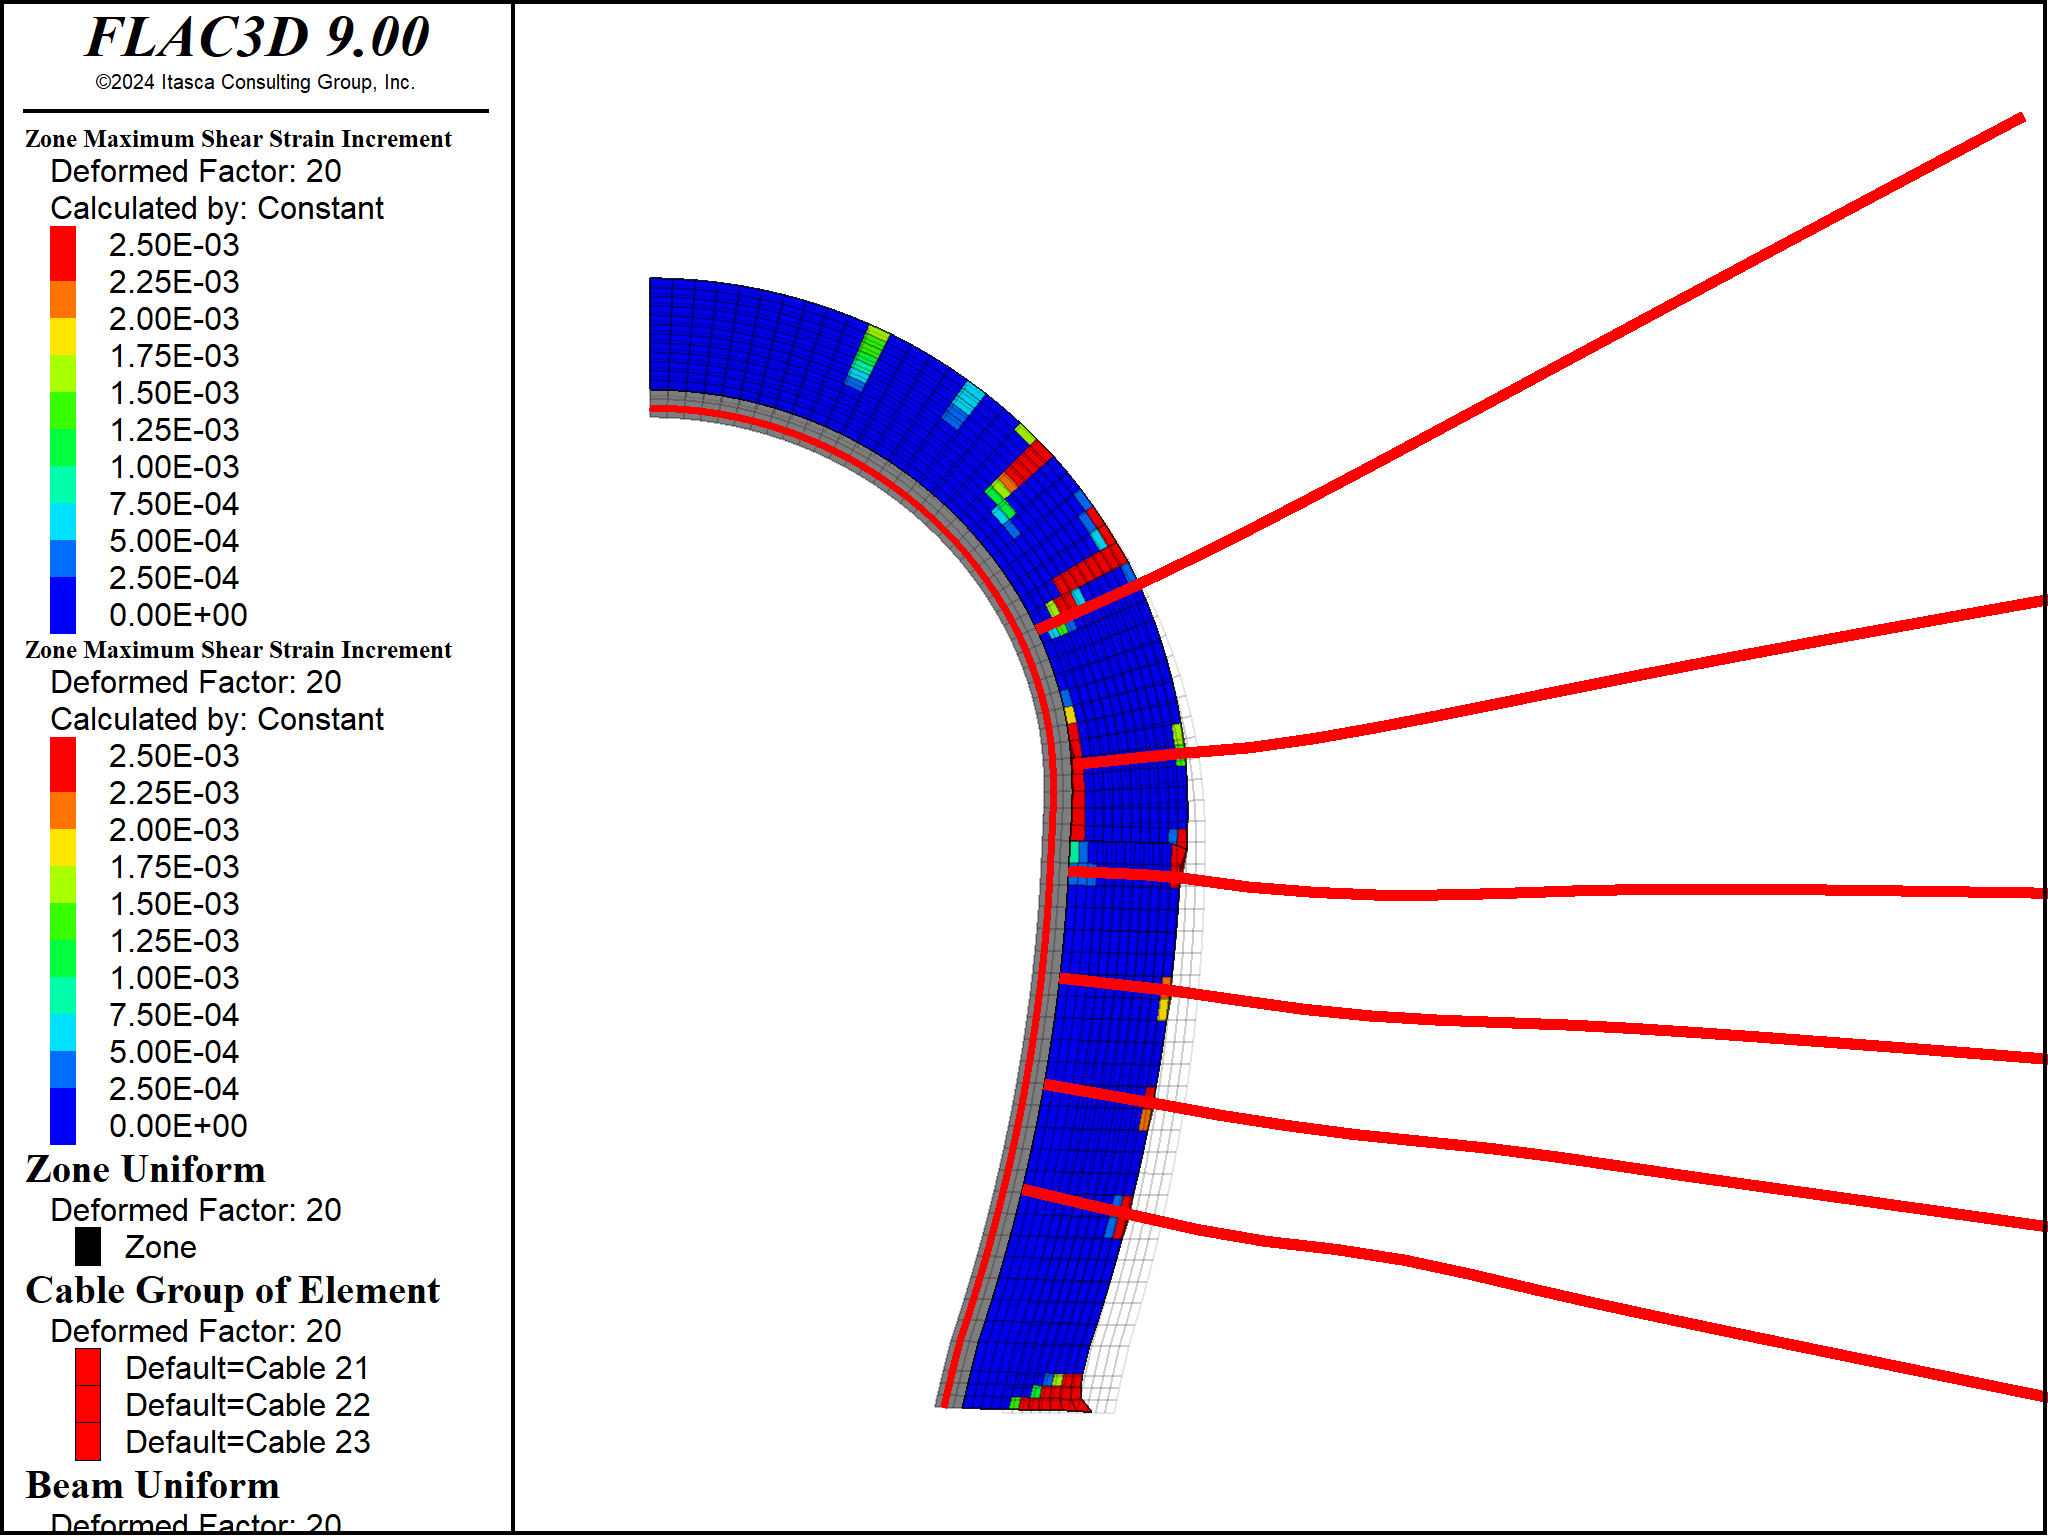 FLAC3D 9.00
©2024 Itasca Consulting Group, Inc.
Zone Maximum Shear Strain Increment
Deformed Factor: 20
Calculated by: Constant
2.50E-03
2.25E-03
2.00E-03
1.75E-03
1.50E-03
1.25E-03
1.00E-03
7.50E-04
5.00E-04
2.50E-04
0.00E+00
Zone Maximum Shear Strain Increment
Deformed Factor: 20
Calculated by: Constant
2.50E-03
2.25E-03
2.00E-03
1.75E-03
1.50E-03
1.25E-03
1.00E-03
7.50E-04
5.00E-04
2.50E-04
0.00E+00
Zone Uniform
Deformed Factor: 20
Zone
Cable Group of Element
Deformed Factor: 20
Default=Cable 21
Default=Cable 22
Default=Cable 23
Beam Uniform
Deformed Factor: 20